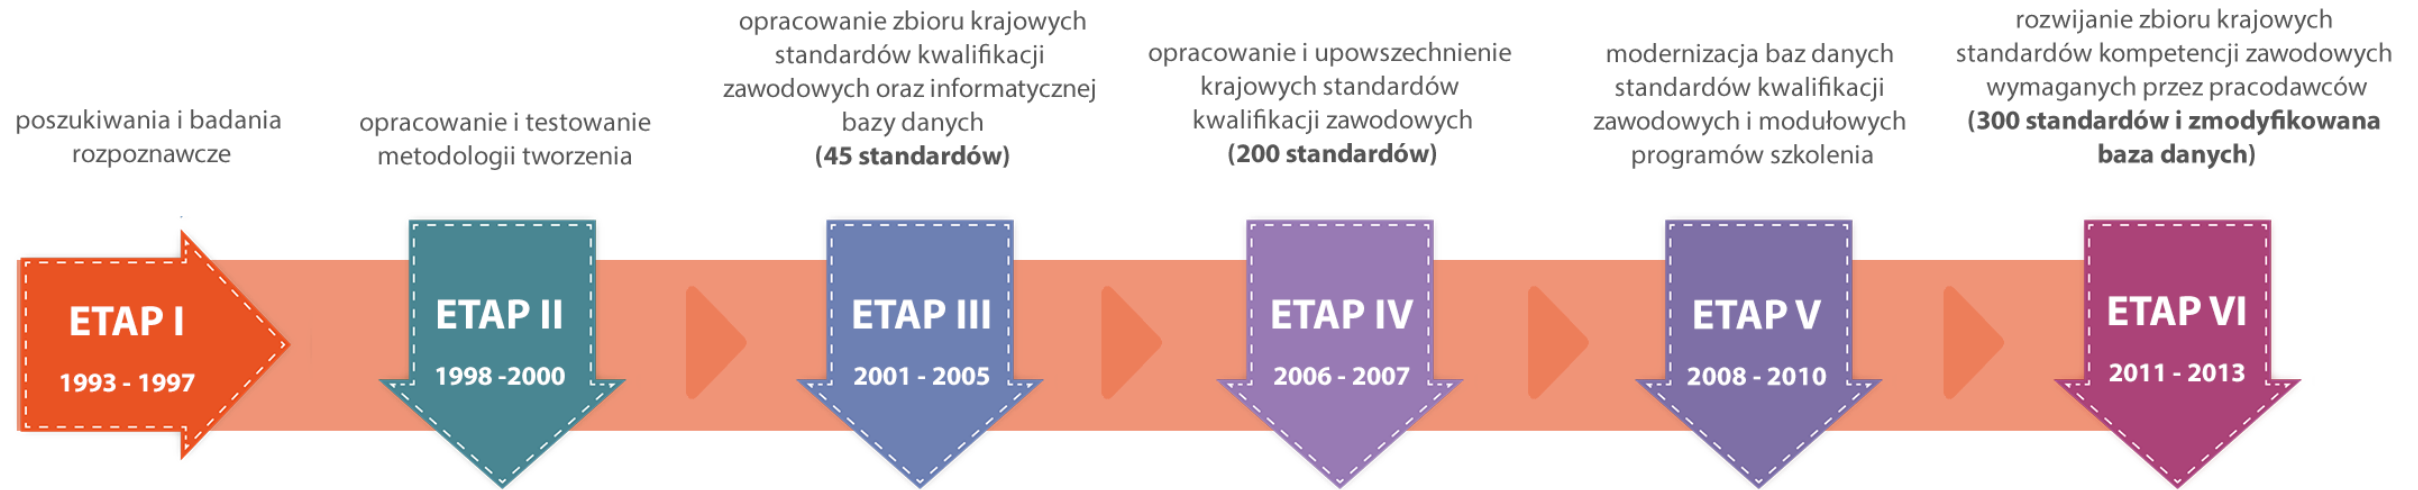 poszukiwania i badania
rozpoznawcze
ETAP I
1993 - 1997
opracowanie i testowanie
metodologii tworzenia
ETAP II
1998 -2000
opracowanie zbioru krajowych
standardów kwalifikacji
zawodowych oraz informatycznej
bazy danych
(45 standardów)
ETAP III
2001 - 2005
opracowanie i upowszechnienie
krajowych standardów
kwalifikacji zawodowych
(200 standardów)
ETAP IV
2006 - 2007
modernizacja baz danych
standardów kwalifikacji
zawodowych i modułowych
programów szkolenia
ETAP V
2008 - 2010
rozwijanie zbioru krajowych
standardów kompetencji zawodowych
wymaganych przez pracodawców
(300 standardów i zmodyfikowana
baza danych)
ETAP VI
2011 - 2013